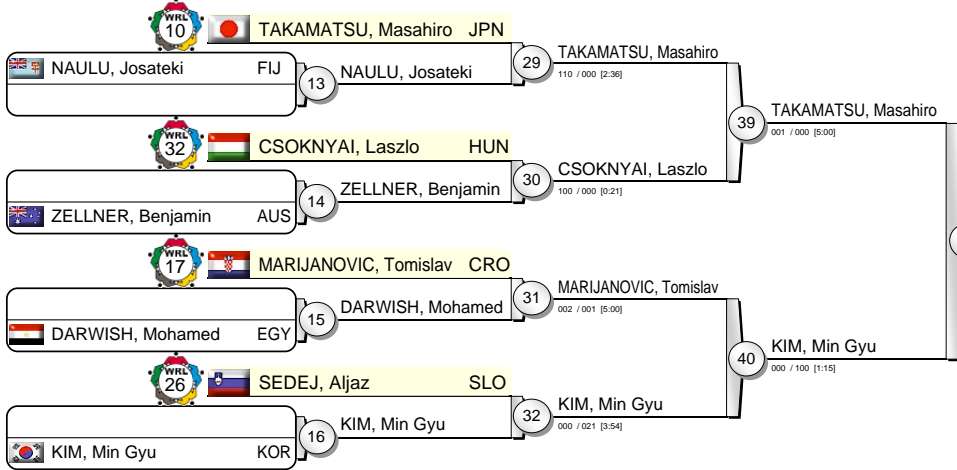 WRL
10
TAKAMATSU, Masahiro JPN
NAULU, Josateki FIJ
13
NAULU, Josateki
29
TAKAMATSU, Masahiro
110 / 000 [2:36]
39
TAKAMATSU, Masahiro
001 / 000 [5:00]
WRL
32
CSOKNYAI, Laszlo HUN
ZELLNER, Benjamin AUS
14
ZELLNER, Benjamin
30
CSOKNYAI, Laszlo
100 / 000 [0:21]
WRL
17
MARIJANOVIC, Tomislav CRO
DARWISH, Mohamed EGY
15
DARWISH, Mohamed
31
MARIJANOVIC, Tomislav
002 / 001 [5:00]
40
KIM, Min Gyu
000 / 100 [1:15]
WRL
26
SEDEJ, Aljaz SLO
KIM, Min Gyu KOR
16
KIM, Min Gyu
32
KIM, Min Gyu
000 / 021 [3:54]